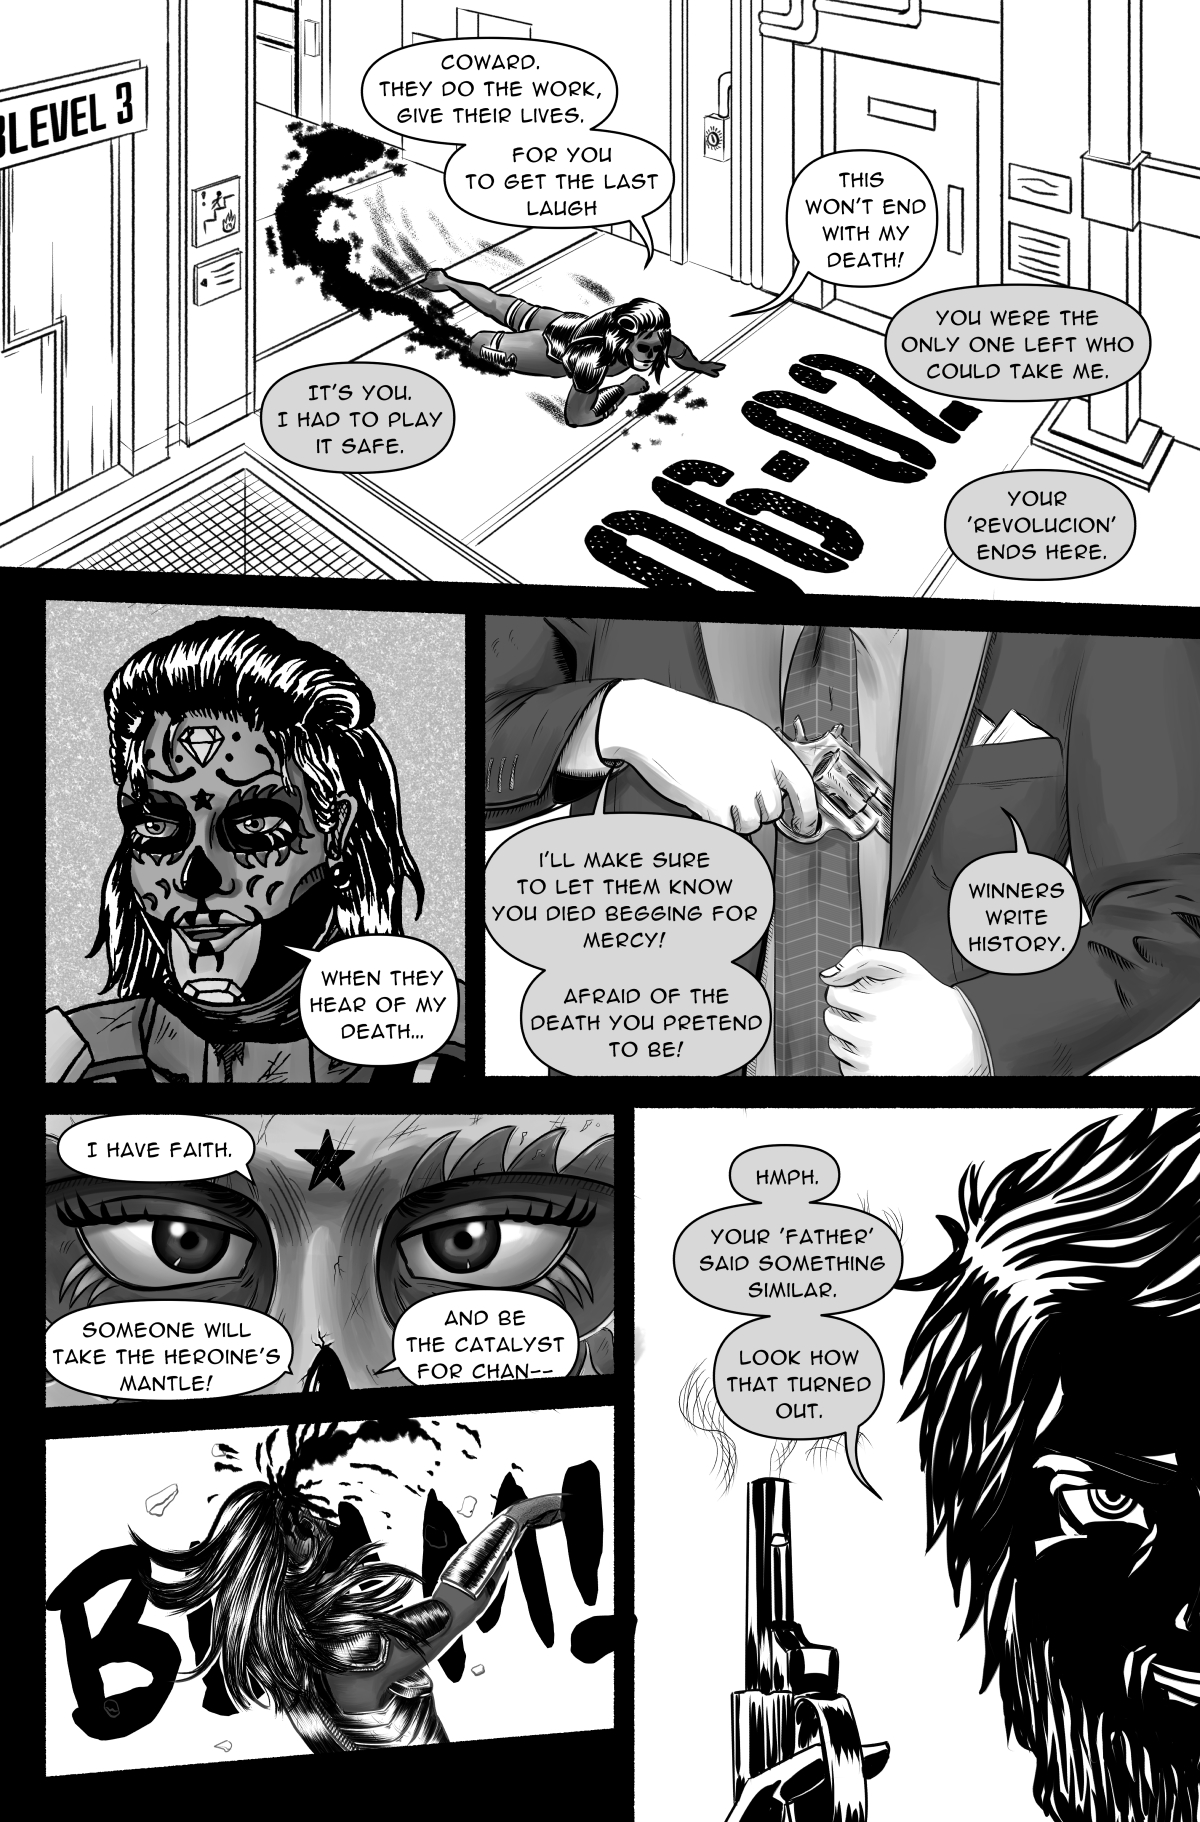 BLEVEL 3
COWARD.
THEY DO THE WORK,
GIVE THEIR LIVES.
FOR YOU
TO GET THE LAST
LAUGH
THIS
WON'T END
WITH MY
DEATH!
IT'S YOU.
I HAD TO PLAY
IT SAFE.
YOU WERE THE
ONLY ONE LEFT WHO
COULD TAKE ME.
YOUR
'REVOLUCION'
ENDS HERE.
06-02
WHEN THEY
HEAR OF MY
DEATH...
I'LL MAKE SURE
TO LET THEM KNOW
YOU DIED BEGGING FOR
MERCY!
AFRAID OF THE
DEATH YOU PRETEND
TO BE!
WINNERS
WRITE
HISTORY.
I HAVE FAITH.
SOMEONE WILL
TAKE THE HEROINE'S
MANTLE!
AND BE
THE CATALYST
FOR CHAN--
HMPH.
YOUR 'FATHER'
SAID SOMETHING
SIMILAR.
LOOK HOW
THAT TURNED
OUT.